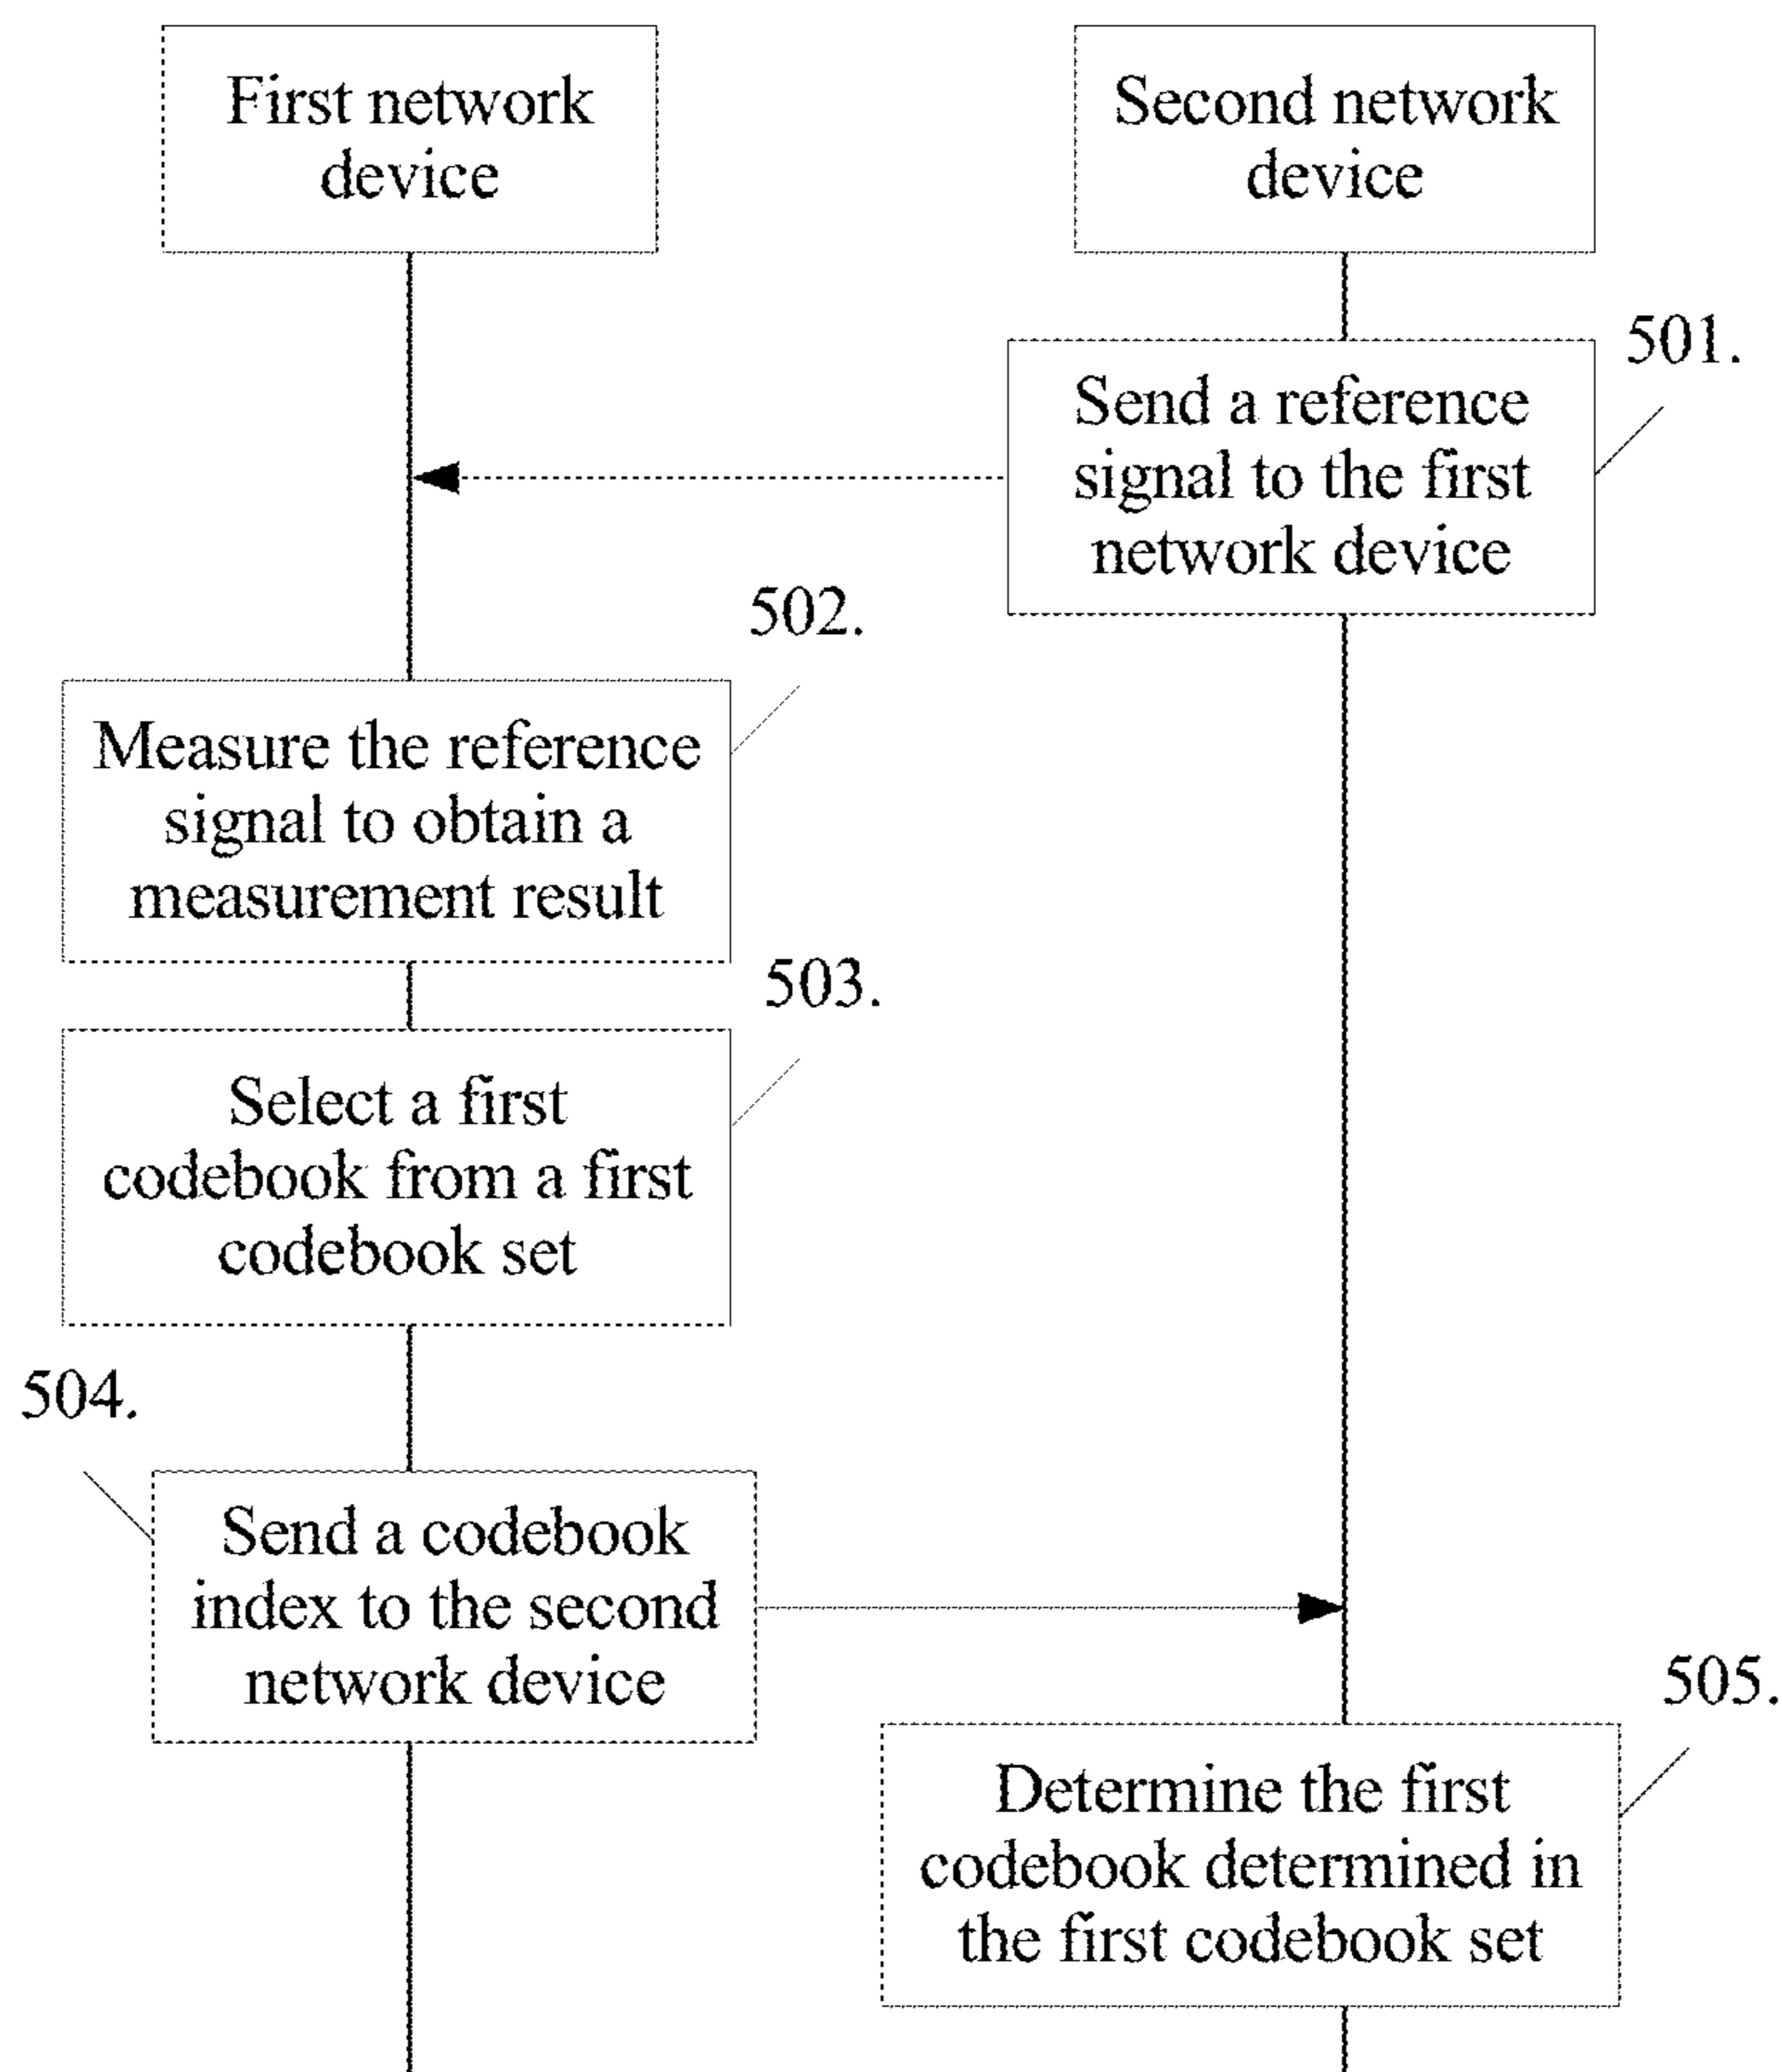 First network
device
Second network
device
501.
Send a reference
signal to the first
network device
502.
Measure the reference
signal to obtain a
measurement result
503.
Select a first
codebook from a first
codebook set
504.
Send a codebook
index to the second
network device
505.
Determine the first
codebook determined in
the first codebook set